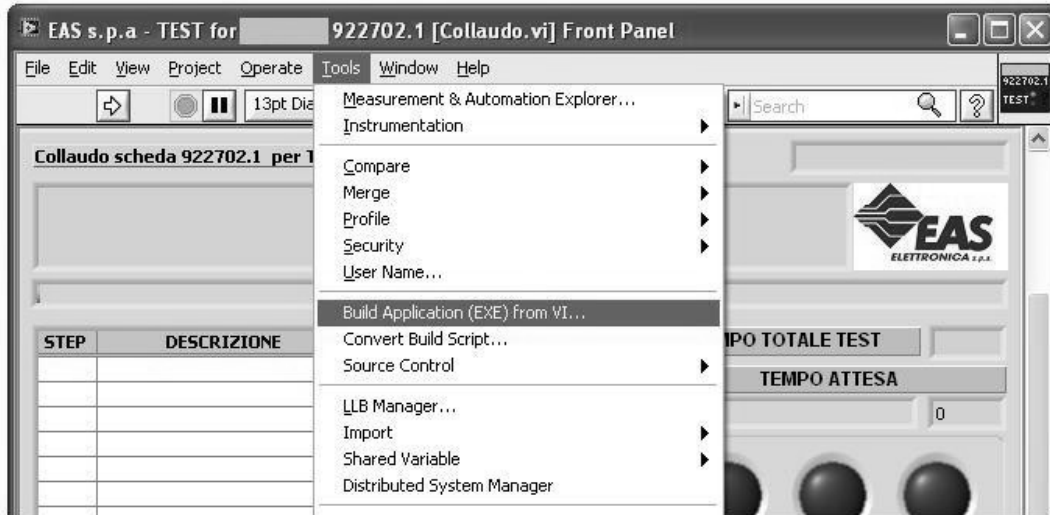 EAS s.p.a - TEST for 922702.1 [Collaudo.vi] Front Panel
File Edit View Project Operate Tools Window Help
922702.1
TEST
13pt Dia
Search
?
Collaudo scheda 922702.1 per
Measurement & Automation Explorer...
Instrumentation
Compare
Merge
Profile
Security
User Name...
Build Application (EXE) from VI...
Convert Build Script...
Source Control
LLB Manager...
Import
Shared Variable
Distributed System Manager
EAS
ELETTRONICA s.p.a.
STEP DESCRIZIONE
PO TOTALE TEST
TEMPO ATTESA
0